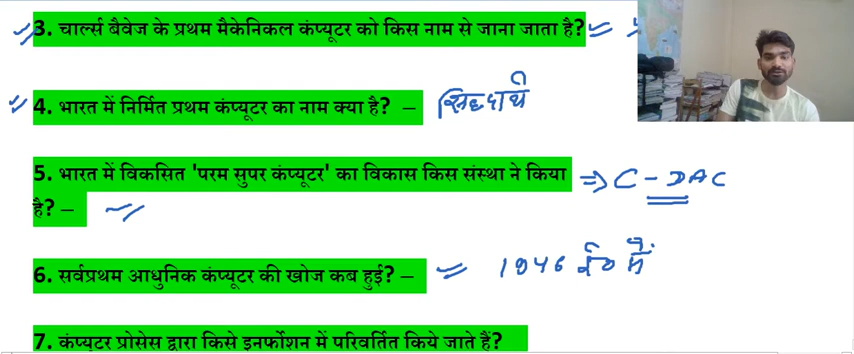 3. चार्ल्स बैवेज के प्रथम मैकेनिकल कंप्यूटर को किस नाम से जाना जाता है?
4. भारत में निर्मित प्रथम कंप्यूटर का नाम क्या है? – सिद्धार्थ
5. भारत में विकसित 'परम सुपर कंप्यूटर' का विकास किस संस्था ने किया ⇒ C-DAC
है? –
6. सर्वप्रथम आधुनिक कंप्यूटर की खोज कब हुई? – 1946 ई० में
7. कंप्यूटर प्रोसेस द्वारा किसे इनर्फोशन में परिवर्तित किये जाते हैं?